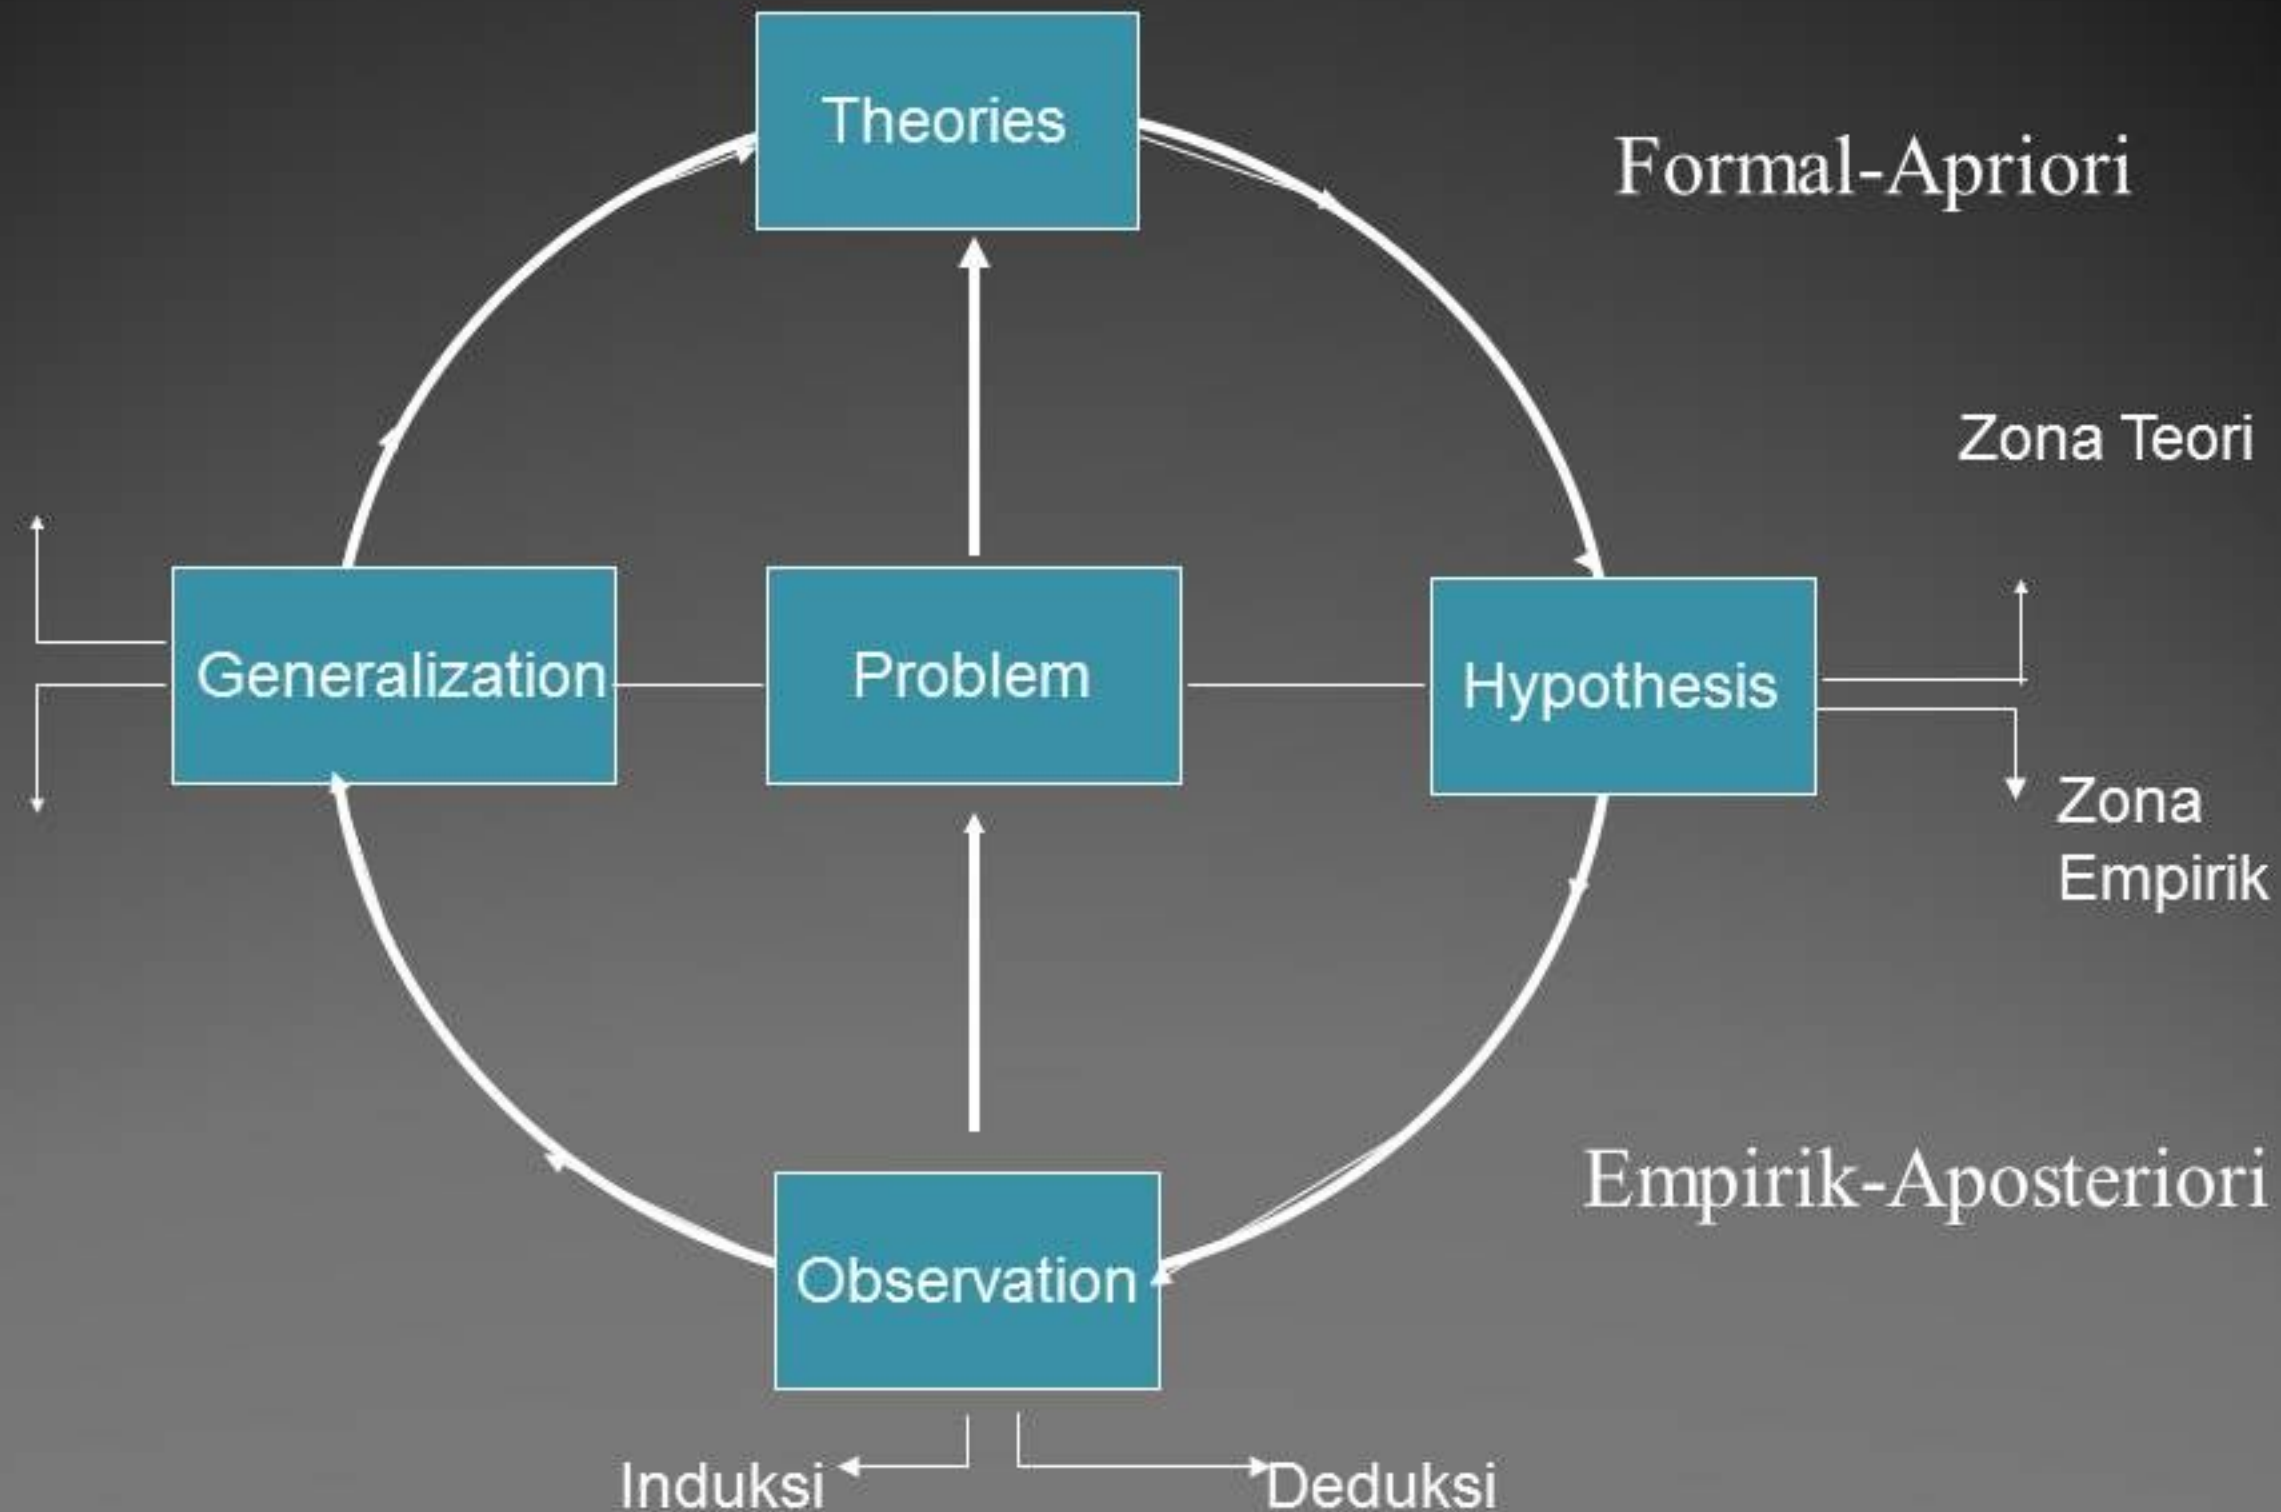 Theories
Formal-Apriori
Zona Teori
Generalization
Problem
Hypothesis
Zona
Empirik
Empirik-Aposteriori
Observation
Induksi
Deduksi